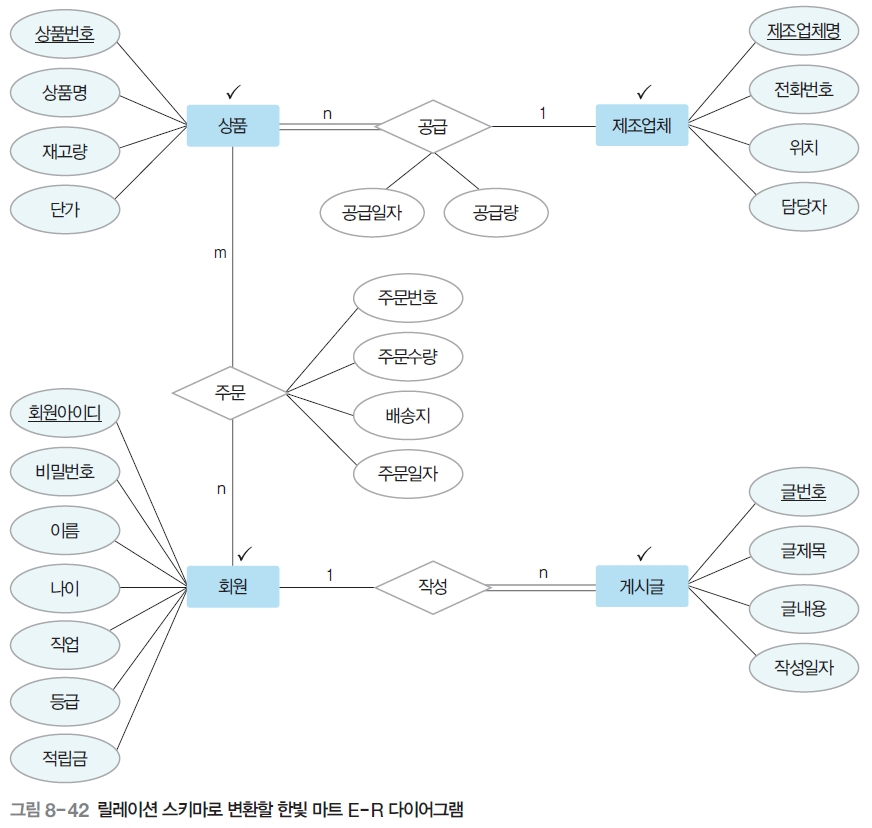 상품번호
상품명
재고량
단가
상품
n
공급
1
제조업체
제조업체명
전화번호
위치
담당자
공급일자
공급량
m
주문
주문번호
주문수량
배송지
주문일자
n
회원아이디
비밀번호
이름
나이
직업
등급
적립금
회원
1
작성
n
게시글
글번호
글제목
글내용
작성일자
그림 8-42 릴레이션 스키마로 변환할 한빛 마트 E-R 다이어그램